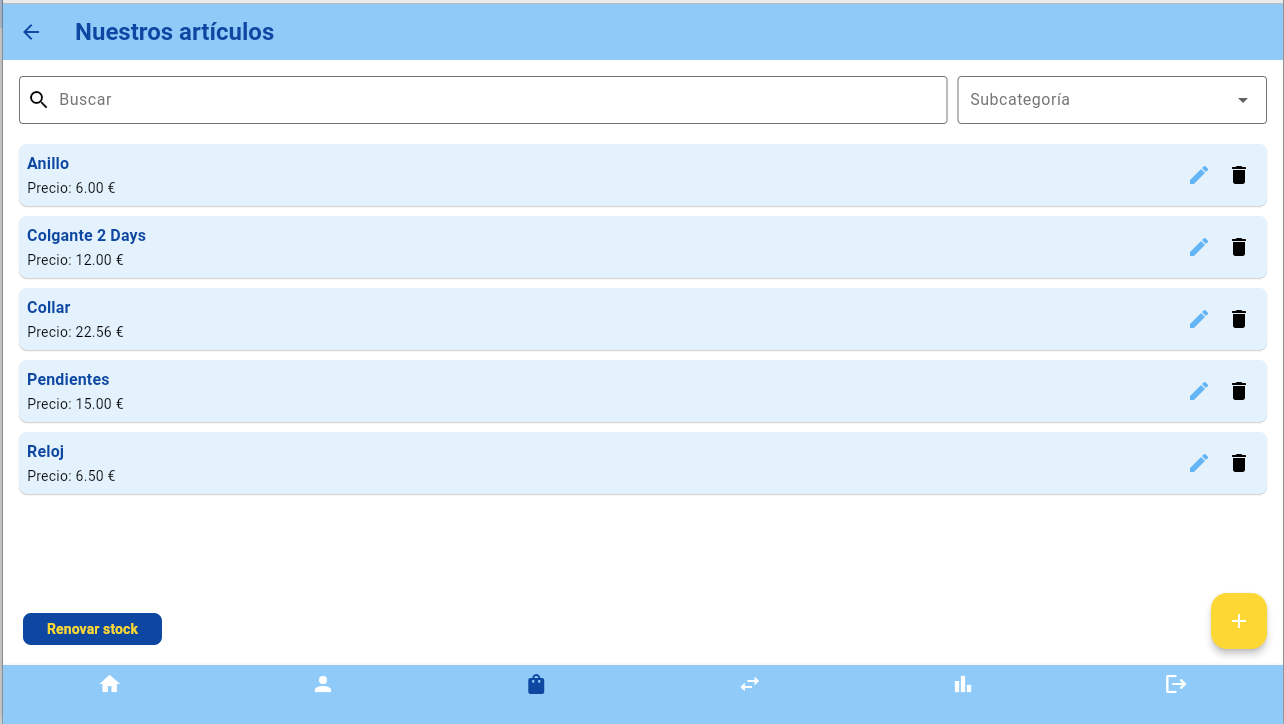 Nuestros artículos
Buscar
Subcategoría
Anillo
Precio: 6.00 €
Colgante 2 Days
Precio: 12.00 €
Collar
Precio: 22.56 €
Pendientes
Precio: 15.00 €
Reloj
Precio: 6.50 €
Renovar stock